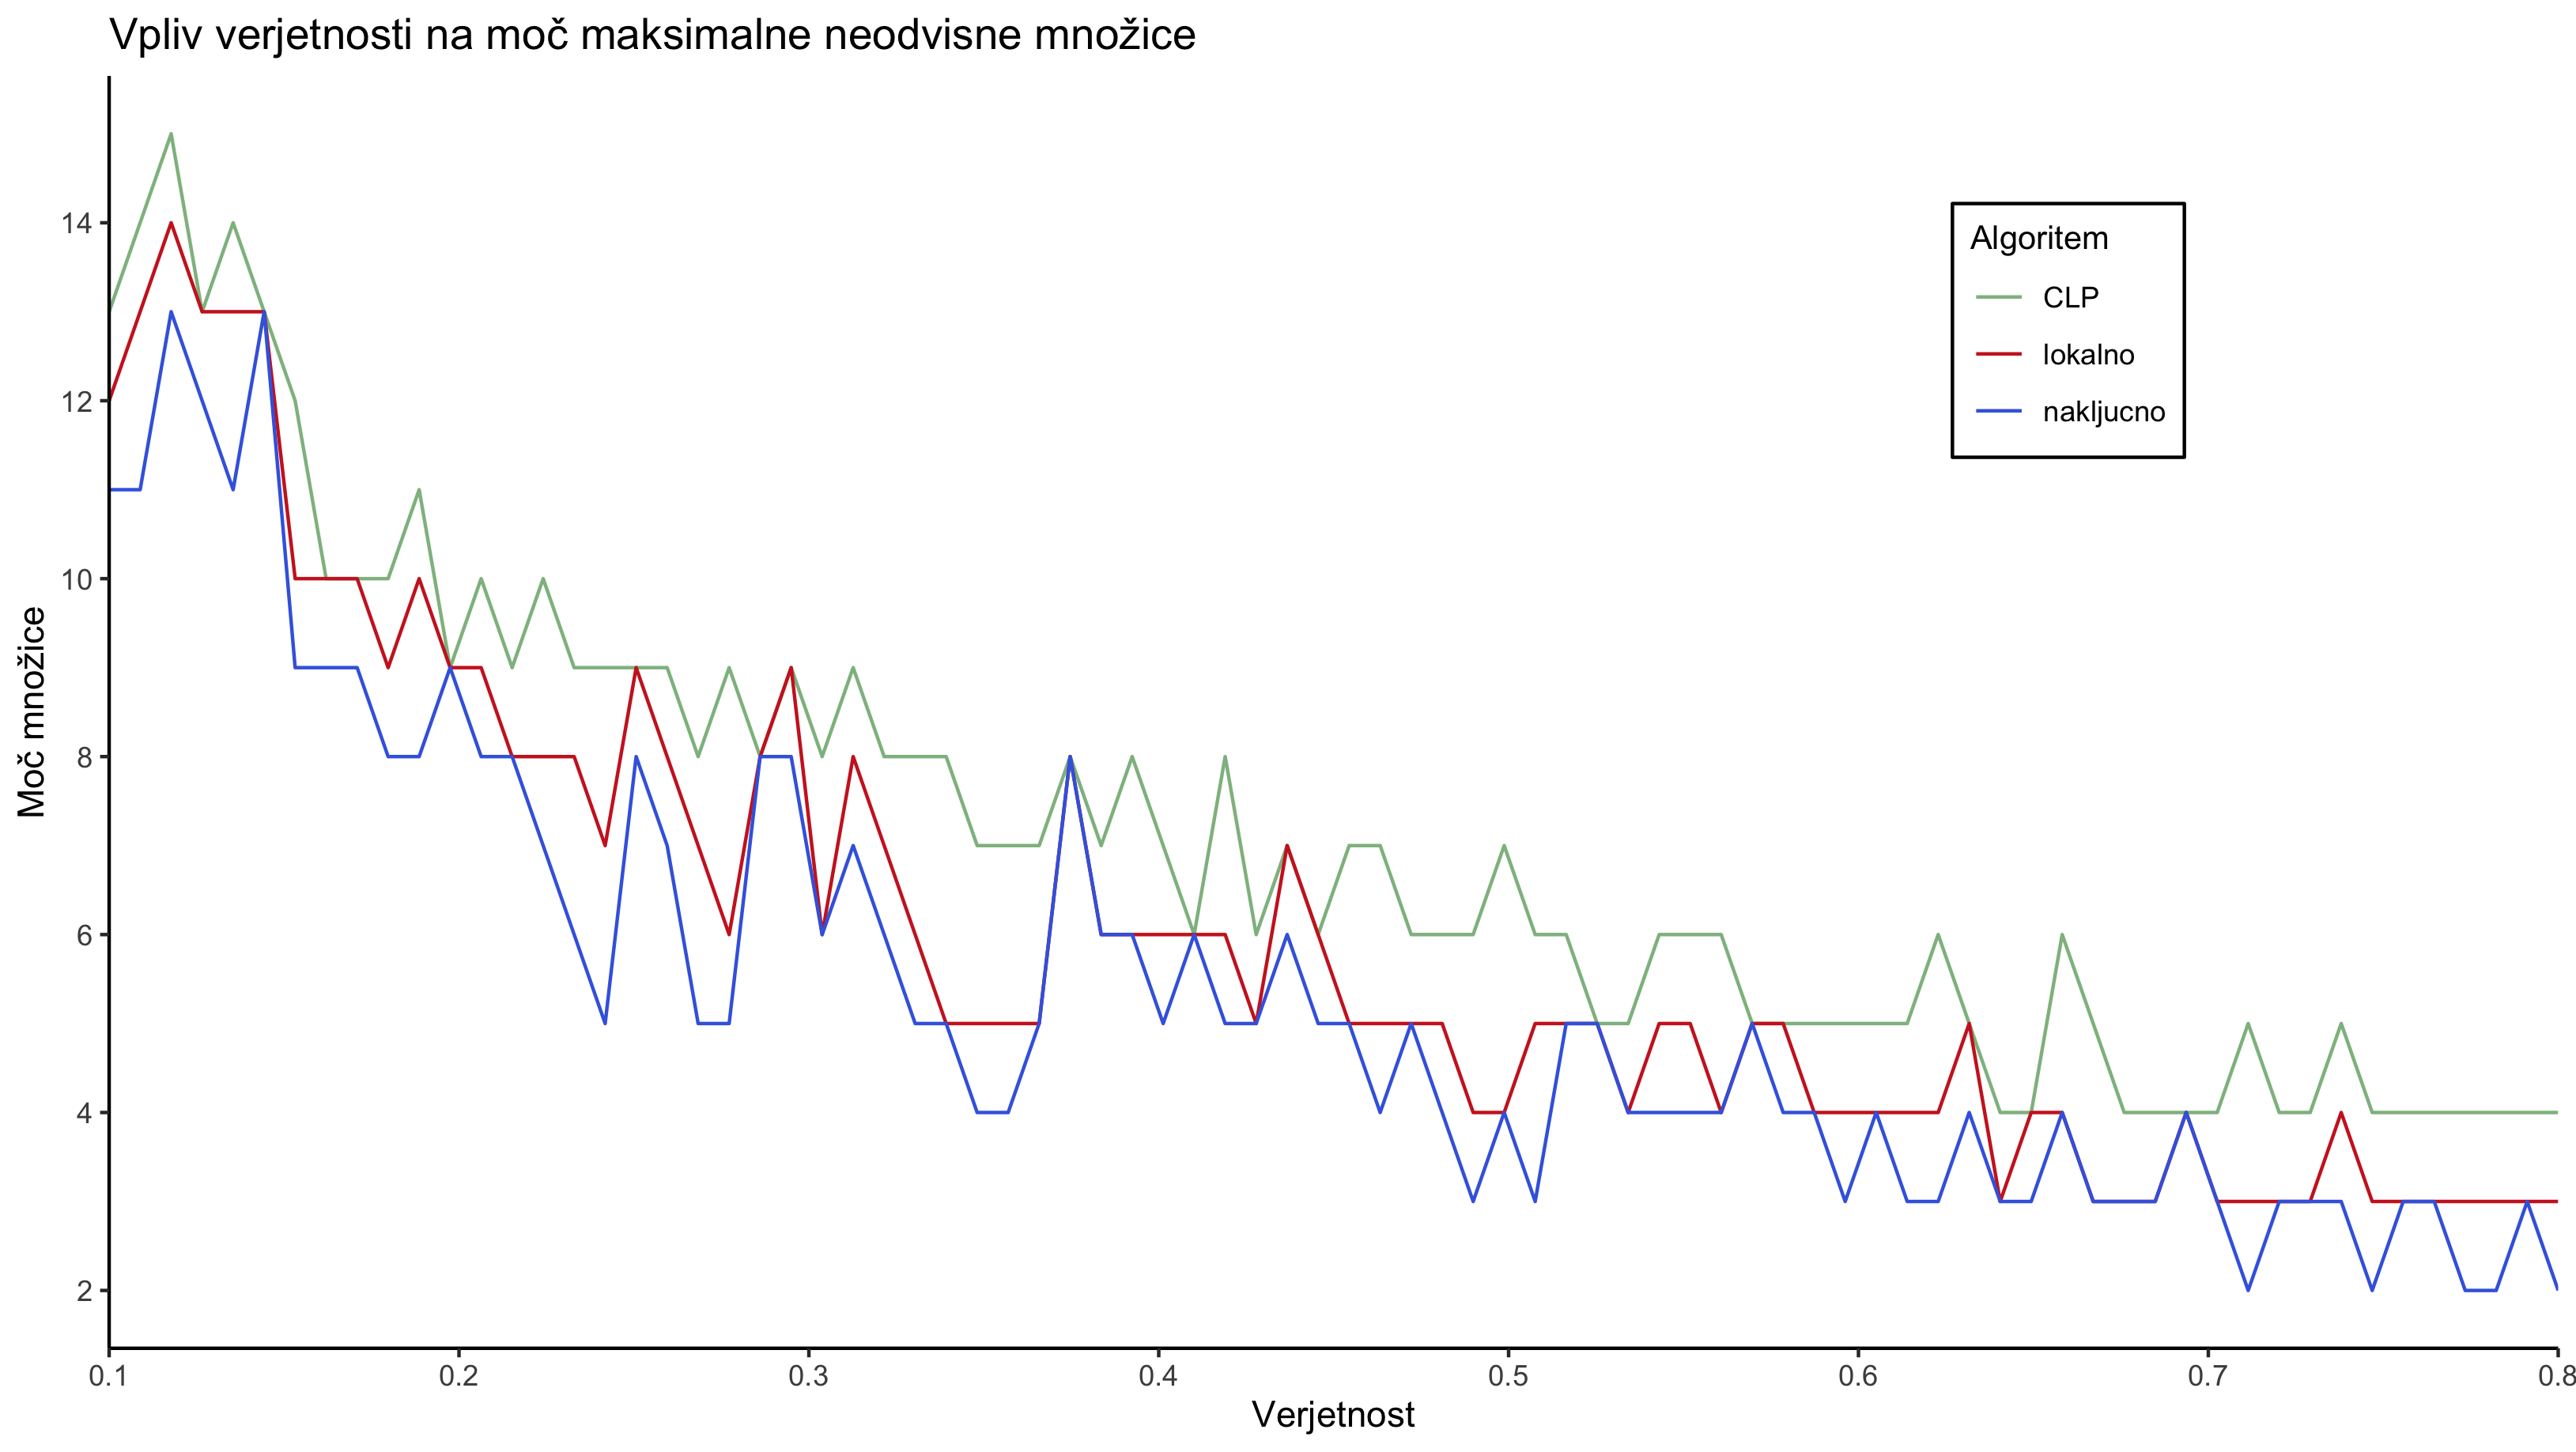 Vpliv verjetnosti na moč maksimalne neodvisne množice
Moč množice
14
12
10
8
6
4
2
Algoritem
CLP
lokalno
nakljucno
0.1 0.2 0.3 0.4 0.5 0.6 0.7 0.8
Verjetnost